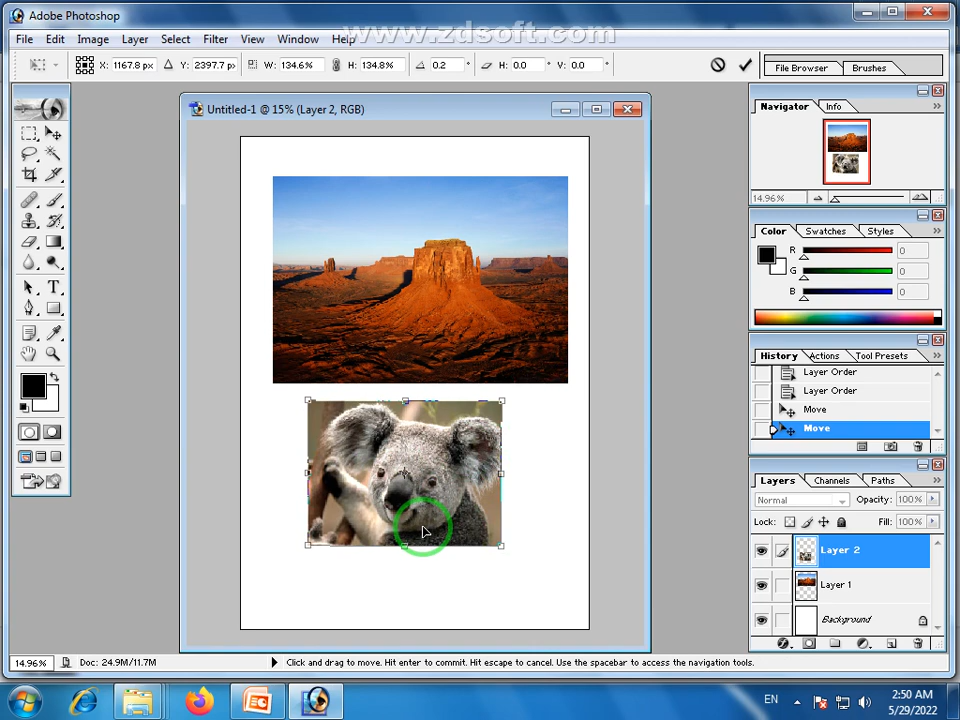 Adobe Photoshop
www.zdsoft.com
File Edit Image Layer Select Filter View Window Help
X: 1167.8 px Y: 2397.7 px W: 134.6% H: 134.8% 0.2 ° H: 0.0 ° V: 0.0 ° File Browser Brushes
Untitled-1 @ 15% (Layer 2, RGB)
Navigator Info
14.96%
Color Swatches Styles
R 0
G 0
B 0
History Actions Tool Presets
Layer Order
Layer Order
Move
Move
Layers Channels Paths
Normal Opacity: 100%
Lock: Fill: 100%
Layer 2
Layer 1
Background
14.96% Doc: 24.9M/11.7M Click and drag to move. Hit enter to commit. Hit escape to cancel. Use the spacebar to access the navigation tools.
EN 2:50 AM
5/29/2022